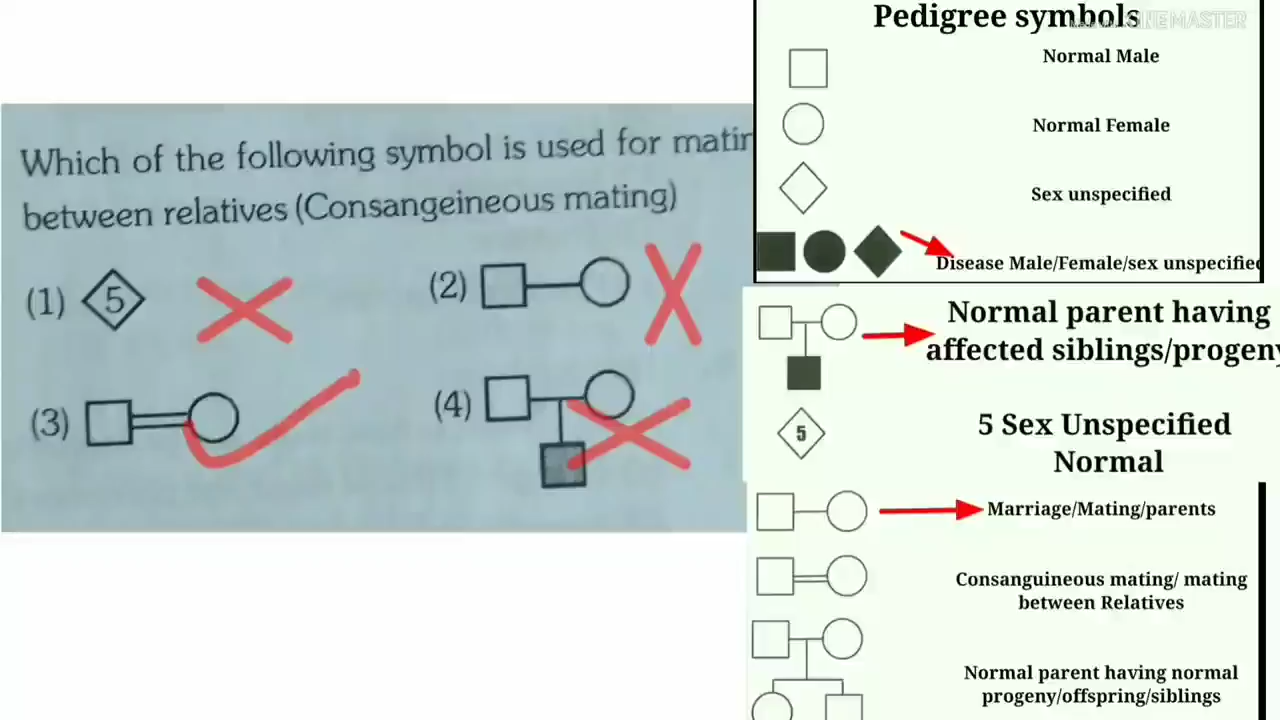 Which of the following symbol is used for
between relatives (Consangeineous mating)
(1) 5
(2)
(3)
(4)
Pedigree symbols
Normal Male
Normal Female
Sex unspecified
Disease Male/Female/sex unspecified
Normal parent having
affected siblings/progeny
5
5 Sex Unspecified
Normal
Marriage/Mating/parents
Consanguineous mating/ mating
between Relatives
Normal parent having normal
progeny/offspring/siblings